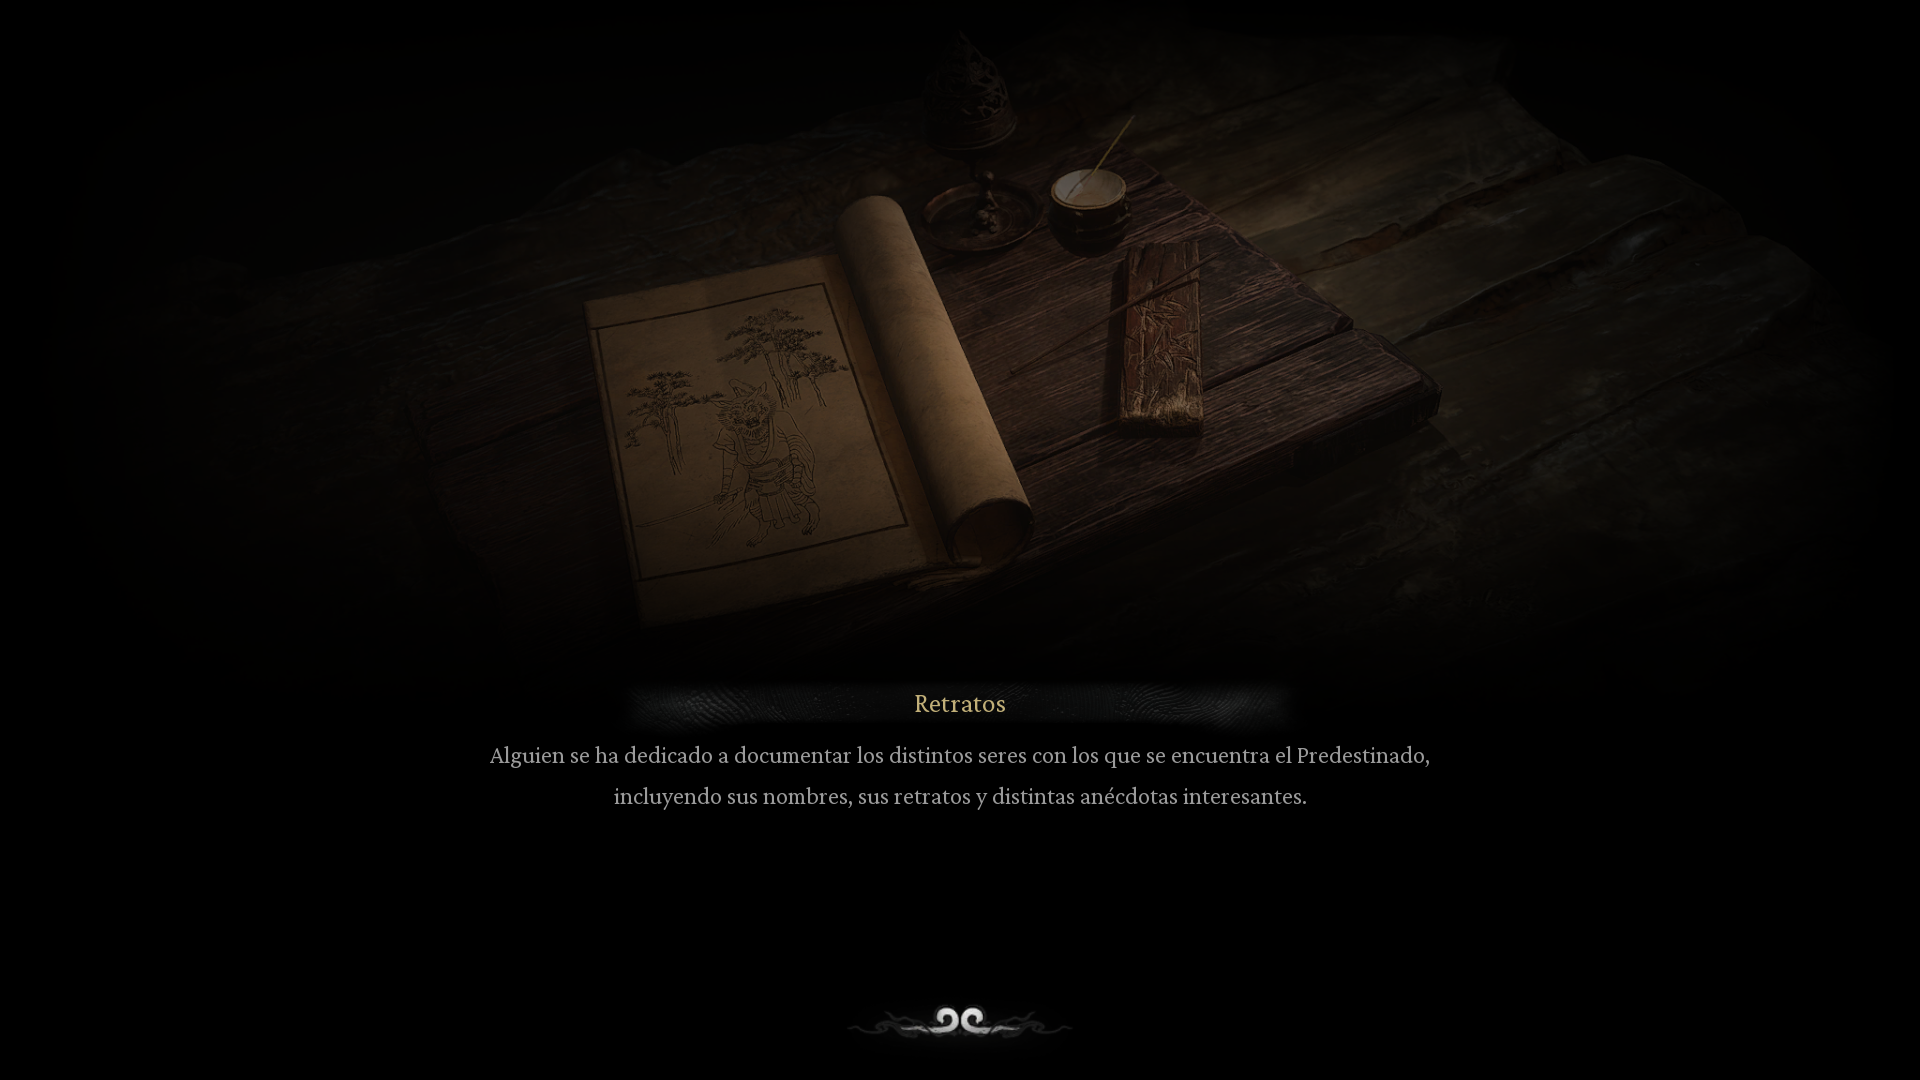 Retratos
Alguien se ha dedicado a documentar los distintos seres con los que se encuentra el Predestinado,
incluyendo sus nombres, sus retratos y distintas anécdotas interesantes.